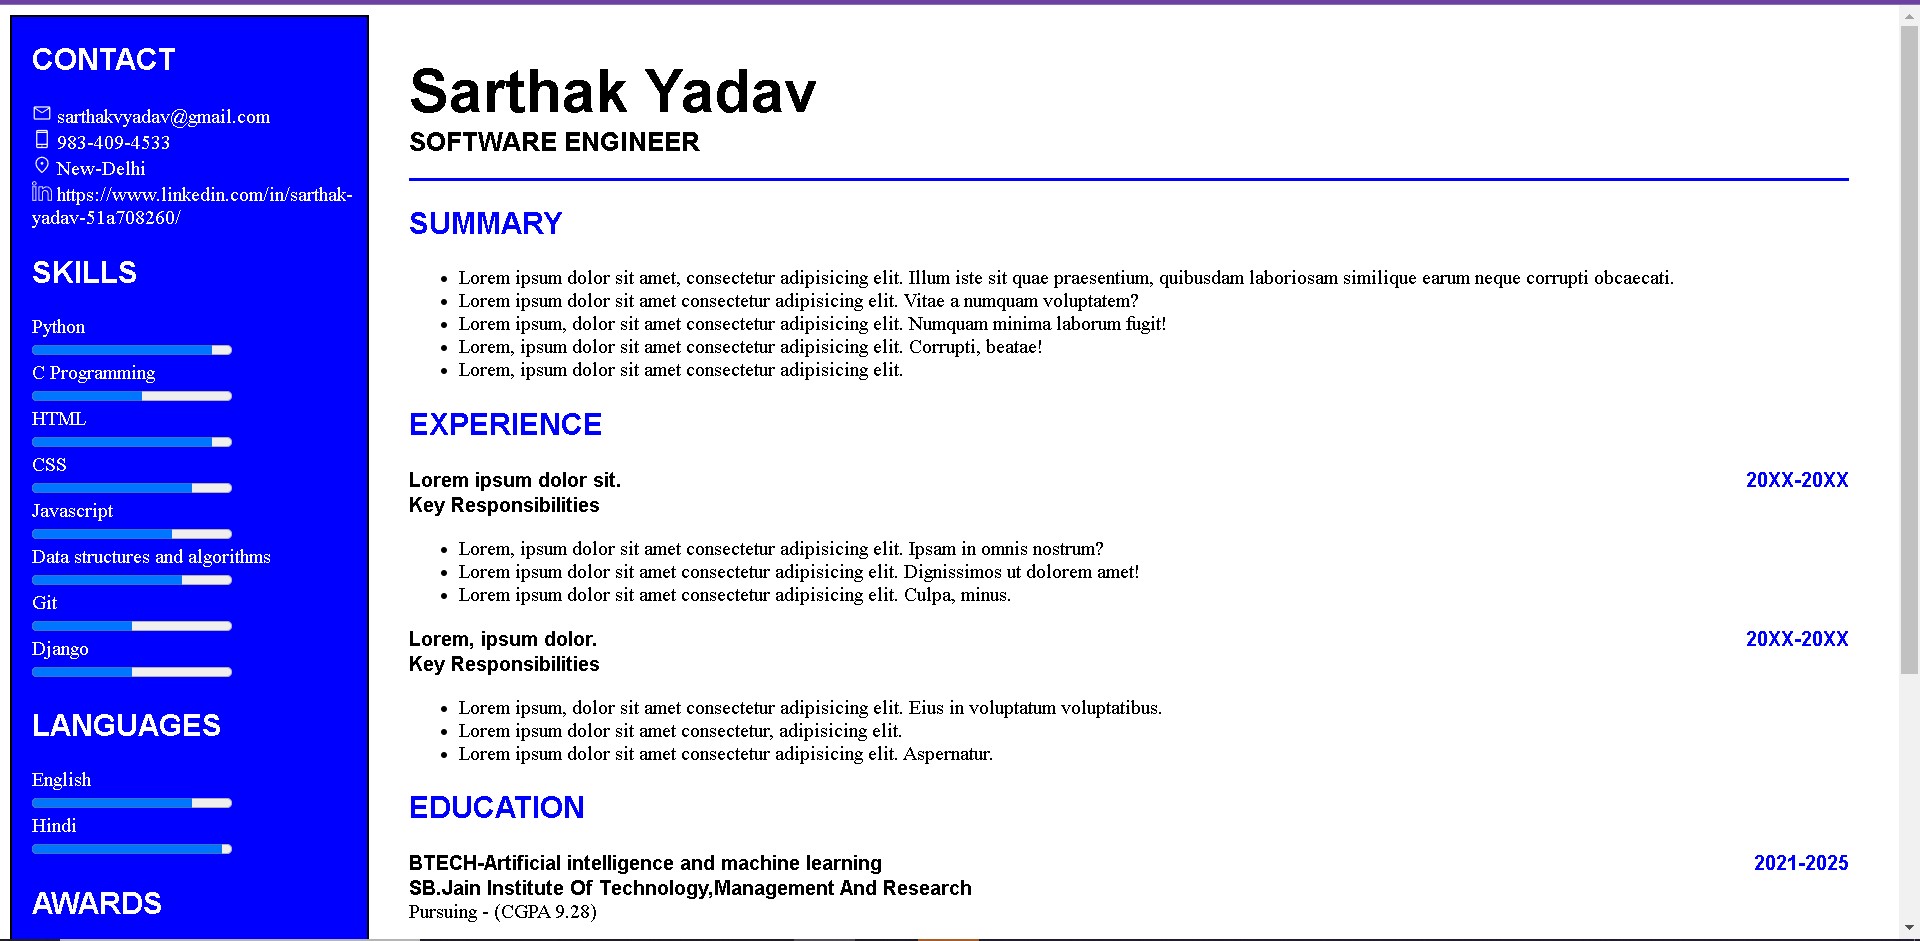 CONTACT
sarthakvyadav@gmail.com
983-409-4533
New-Delhi
https://www.linkedin.com/in/sarthak-
yadav-51a708260/
SKILLS
Python
C Programming
HTML
CSS
Javascript
Data structures and algorithms
Git
Django
LANGUAGES
English
Hindi
AWARDS
Sarthak Yadav
SOFTWARE ENGINEER
SUMMARY
• Lorem ipsum dolor sit amet, consectetur adipisicing elit. Illum iste sit quae praesentium, quibusdam laboriosam similique earum neque corrupti obcaecati.
• Lorem ipsum dolor sit amet consectetur adipisicing elit. Vitae a numquam voluptatem?
• Lorem ipsum, dolor sit amet consectetur adipisicing elit. Numquam minima laborum fugit!
• Lorem, ipsum dolor sit amet consectetur adipisicing elit. Corrupti, beatae!
• Lorem, ipsum dolor sit amet consectetur adipisicing elit.
EXPERIENCE
Lorem ipsum dolor sit. 20XX-20XX
Key Responsibilities
• Lorem, ipsum dolor sit amet consectetur adipisicing elit. Ipsam in omnis nostrum?
• Lorem ipsum dolor sit amet consectetur adipisicing elit. Dignissimos ut dolorem amet!
• Lorem ipsum dolor sit amet consectetur adipisicing elit. Culpa, minus.
Lorem, ipsum dolor. 20XX-20XX
Key Responsibilities
• Lorem ipsum, dolor sit amet consectetur adipisicing elit. Eius in voluptatum voluptatibus.
• Lorem ipsum dolor sit amet consectetur, adipisicing elit.
• Lorem ipsum dolor sit amet consectetur adipisicing elit. Aspernatur.
EDUCATION
BTECH-Artificial intelligence and machine learning 2021-2025
SB.Jain Institute Of Technology,Management And Research
Pursuing - (CGPA 9.28)